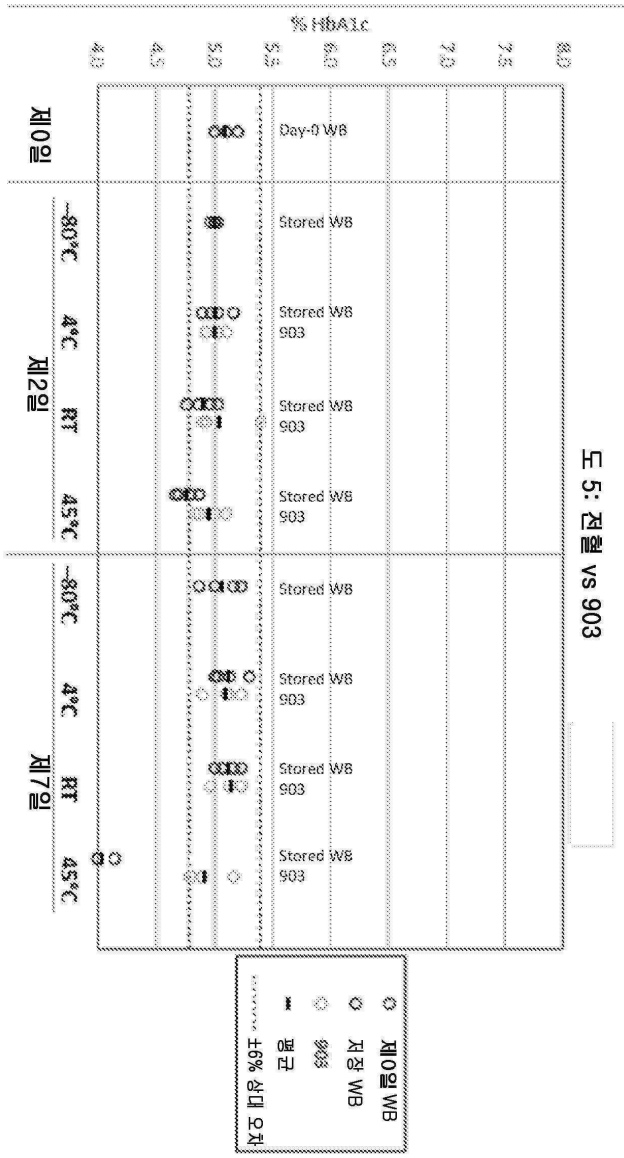 도 5: 전혈 vs 903
% HbA1c
8.0
7.5
7.0
6.5
6.0
5.5
5.0
4.5
4.0
Day-0 WB
Stored WB
Stored WB
903
Stored WB
903
Stored WB
903
Stored WB
Stored WB
903
Stored WB
903
Stored WB
903
제0일
–80°C 4°C RT 45°C
제2일
–80°C 4°C RT 45°C
제7일
제0일 WB
저장 WB
903
평균
±6% 상대 오차